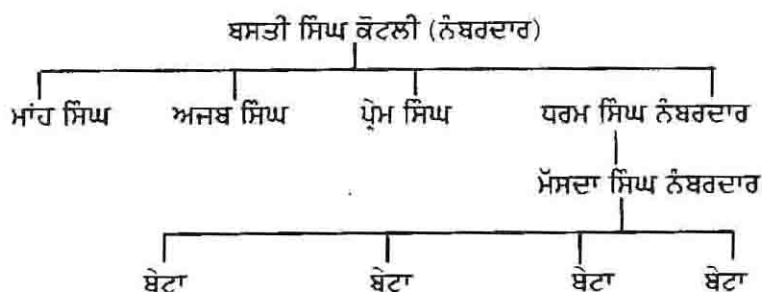 ਬਸਤੀ ਸਿੰਘ ਕੋਟਲੀ (ਨੰਬਰਦਾਰ)
ਮਾਂਹ ਸਿੰਘ ਅਜਬ ਸਿੰਘ ਪ੍ਰੇਮ ਸਿੰਘ ਧਰਮ ਸਿੰਘ ਨੰਬਰਦਾਰ
ਮੱਸਦਾ ਸਿੰਘ ਨੰਬਰਦਾਰ
ਬੇਟਾ ਬੇਟਾ ਬੇਟਾ ਬੇਟਾ